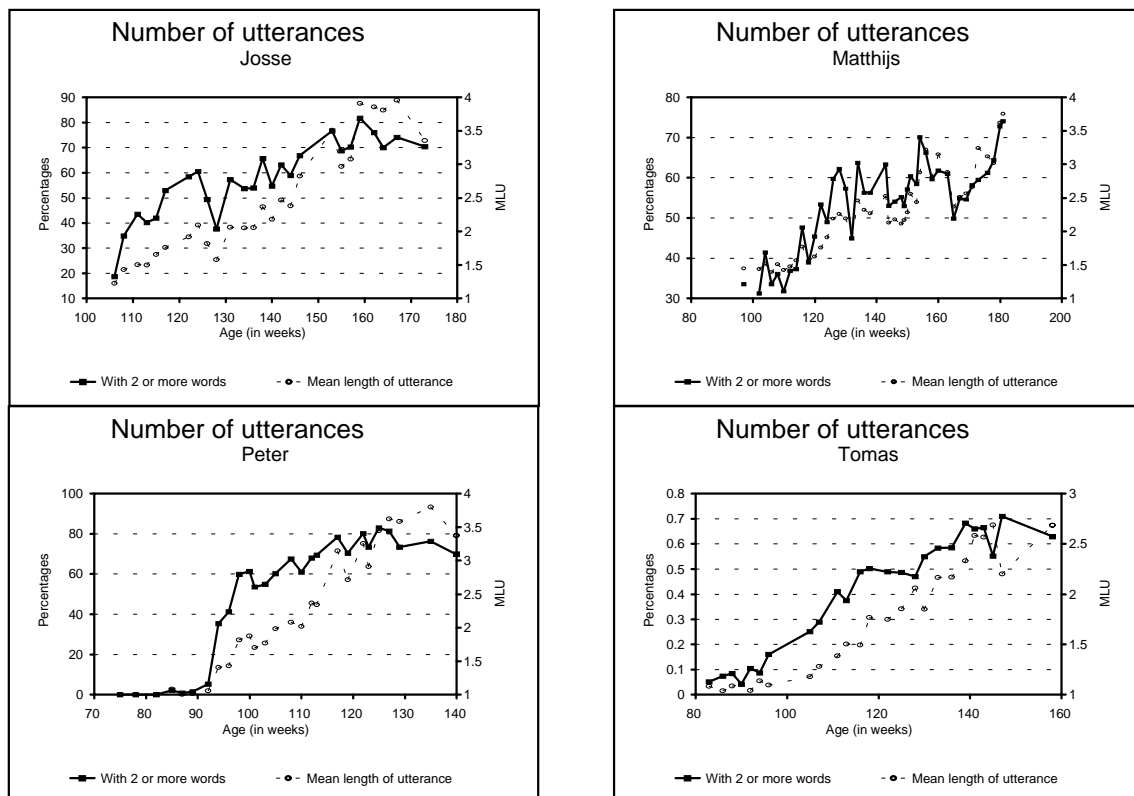 Number of utterances
Josse
90
80
70
60
50
40
30
20
10
4
3.5
3
2.5
2
1.5
1
Percentages
MLU
100 110 120 130 140 150 160 170 180
Age (in weeks)
With 2 or more words Mean length of utterance
Number of utterances
Matthijs
80
70
60
50
40
30
4
3.5
3
2.5
2
1.5
1
Percentages
MLU
80 100 120 140 160 180 200
Age (in weeks)
With 2 or more words Mean length of utterance
Number of utterances
Peter
100
80
60
40
20
0
4
3.5
3
2.5
2
1.5
1
Percentages
MLU
70 80 90 100 110 120 130 140
Age (in weeks)
With 2 or more words Mean length of utterance
Number of utterances
Tomas
0.8
0.7
0.6
0.5
0.4
0.3
0.2
0.1
0
3
2.5
2
1.5
1
Percentages
MLU
80 100 120 140 160
Age (in weeks)
With 2 or more words Mean length of utterance